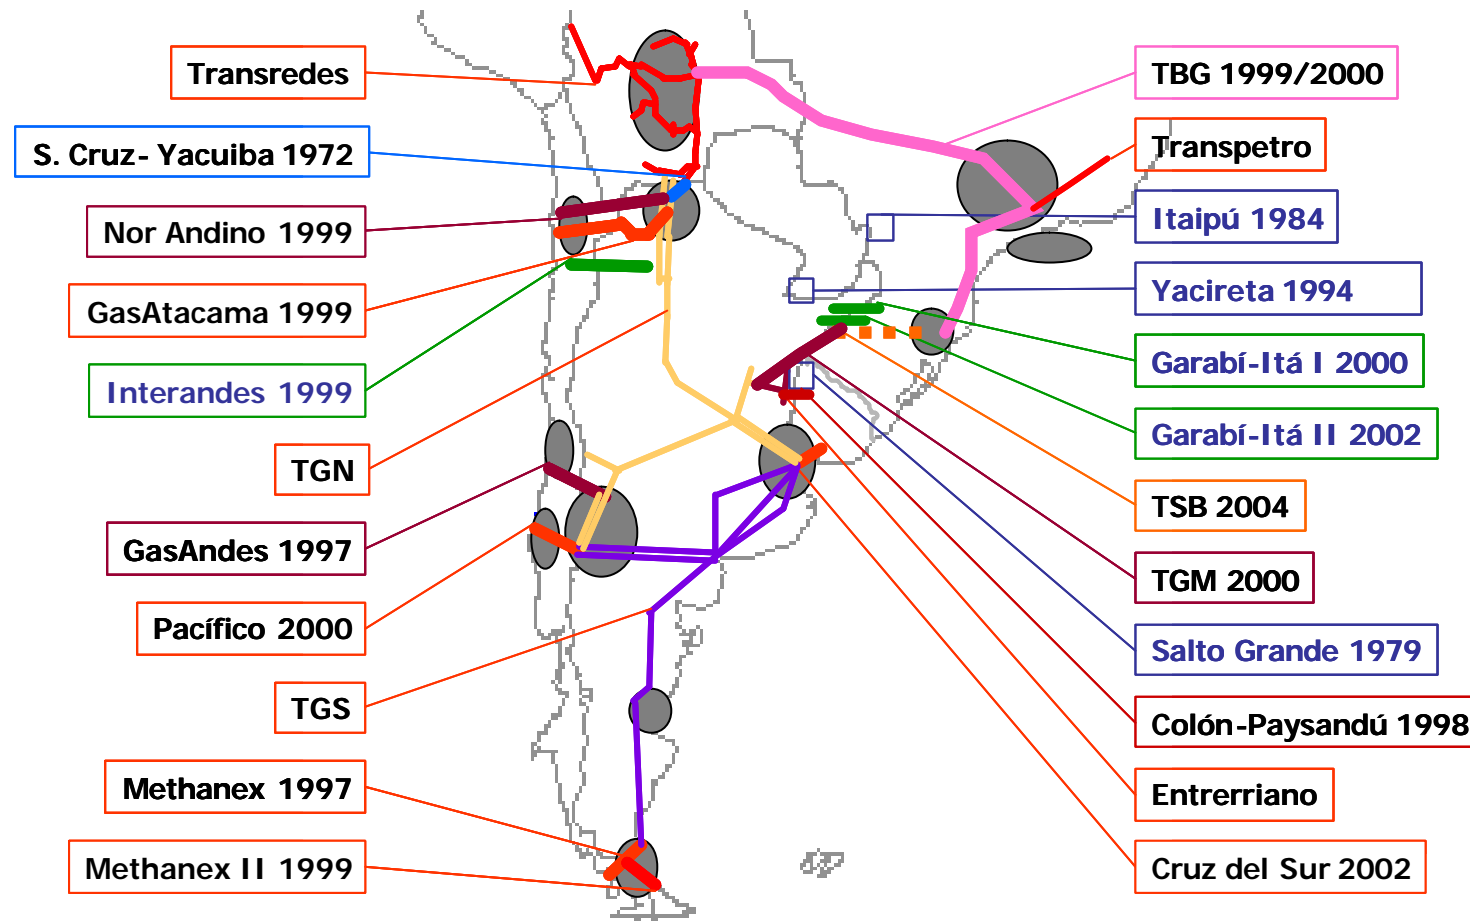 Transredes
S. Cruz- Yacuiba 1972
Nor Andino 1999
GasAtacama 1999
Interandes 1999
TGN
GasAndes 1997
Pacífico 2000
TGS
Methanex 1997
Methanex II 1999
TBG 1999/2000
Transpetro
Itaipú 1984
Yacireta 1994
Garabí-Itá I 2000
Garabí-Itá II 2002
TSB 2004
TGM 2000
Salto Grande 1979
Colón-Paysandú 1998
Entrerriano
Cruz del Sur 2002